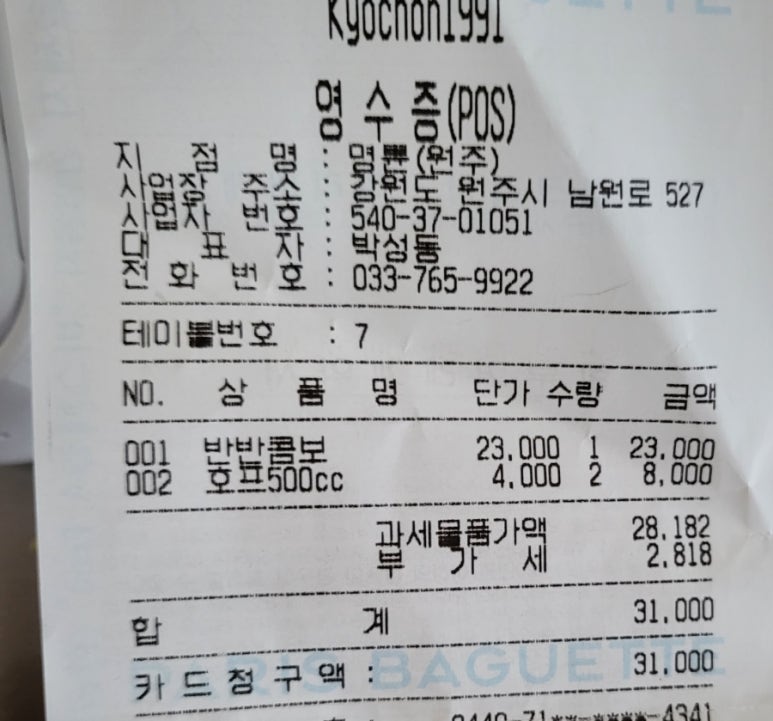 Kyochon1991
영 수 증(POS)
지 점 명 : 명륜(원주)
사업장 주소 : 강원도 원주시 남원로 527
사업자 번호 : 540-37-01051
대 표 자 : 박성동
전 화 번 호 : 033-765-9922
테이블번호 : 7
NO. 상 품 명 단가 수량 금액
001 반반콤보 23,000 1 23,000
002 호프500cc 4,000 2 8,000
과세물품가액 28,182
부 가 세 2,818
합 계 31,000
카드청구액 : 31,000
PARIS BAGUETTE